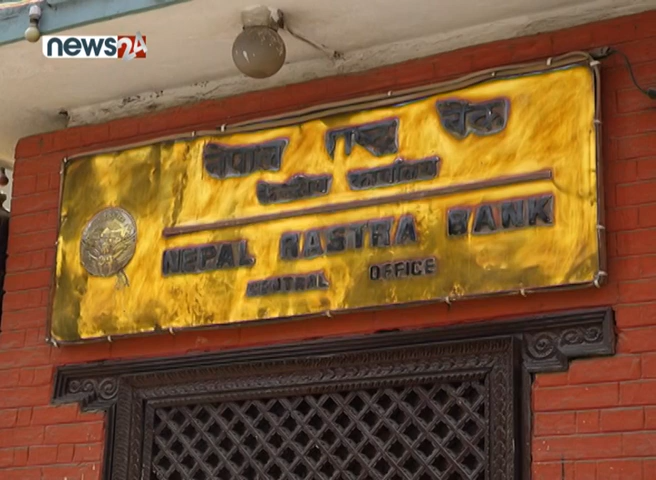 news24
नेपाल राष्ट्र बैंक
केन्द्रीय कार्यालय
NEPAL RASTRA BANK
CENTRAL OFFICE